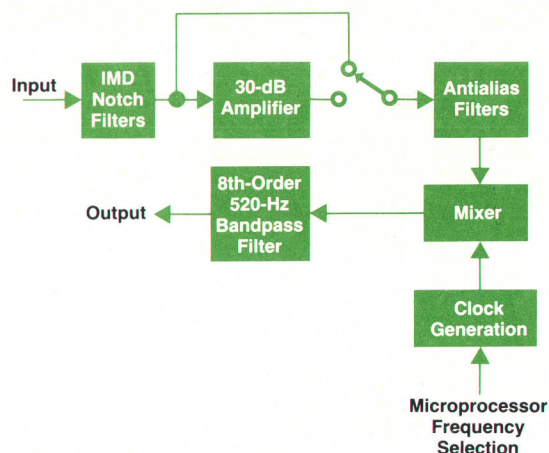 Input
IMD
Notch
Filters
30-dB
Amplifier
Antialias
Filters
Output
8th-Order
520-Hz
Bandpass
Filter
Mixer
Clock
Generation
Microprocessor
Frequency
Selection